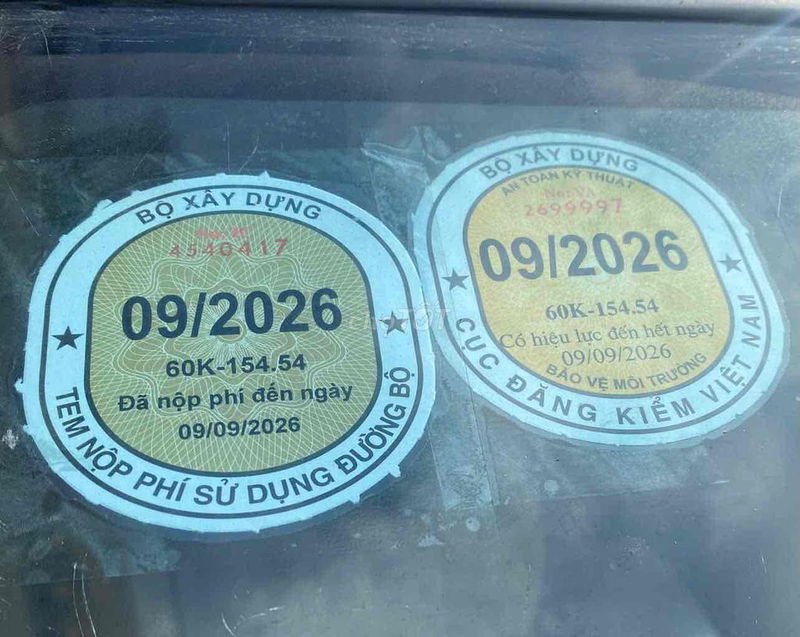 BỘ XÂY DỰNG
4540417
09/2026
60K-154.54
Đã nộp phí đến ngày
09/09/2026
TEM NỘP PHÍ SỬ DỤNG ĐƯỜNG BỘ
BỘ XÂY DỰNG
AN TOÀN KỸ THUẬT
No: VA
2699997
09/2026
60K-154.54
Có hiệu lực đến hết ngày
09/09/2026
BẢO VỆ MÔI TRƯỜNG
CỤC ĐĂNG KIỂM VIỆT NAM